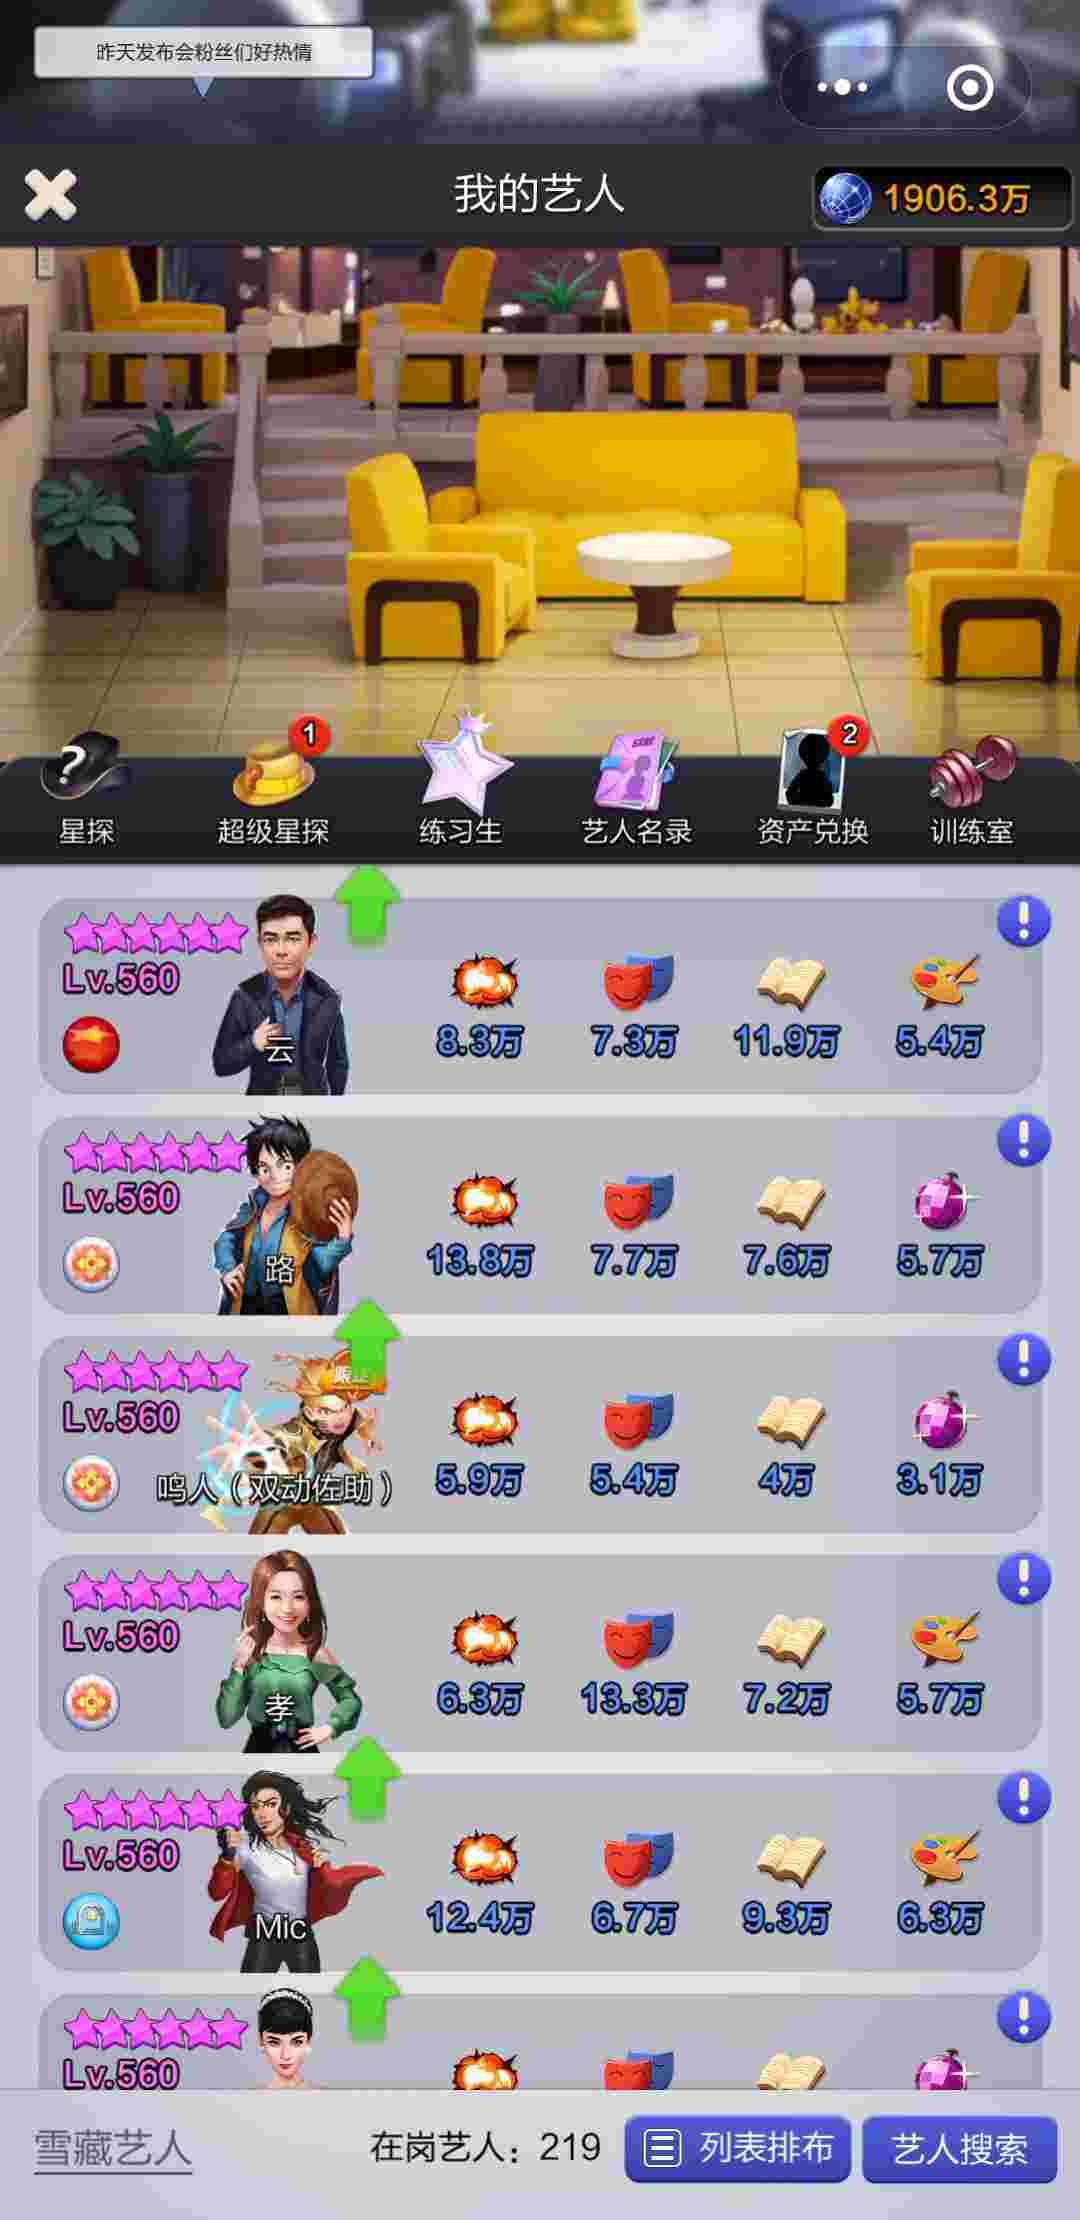 昨天发布会粉丝们好热情
我的艺人
1906.3万
1
2
星探
超级星探
练习生
艺人名录
资产兑换
训练室
Lv.560
云
8.3万
7.3万
11.9万
5.4万
Lv.560
路
13.8万
7.7万
7.6万
5.7万
Lv.560
鸣人（双动佐助）
5.9万
5.4万
4万
3.1万
Lv.560
孝
6.3万
13.3万
7.2万
5.7万
Lv.560
Mic
12.4万
6.7万
9.3万
6.3万
Lv.560
雪藏艺人
在岗艺人：219
列表排布
艺人搜索